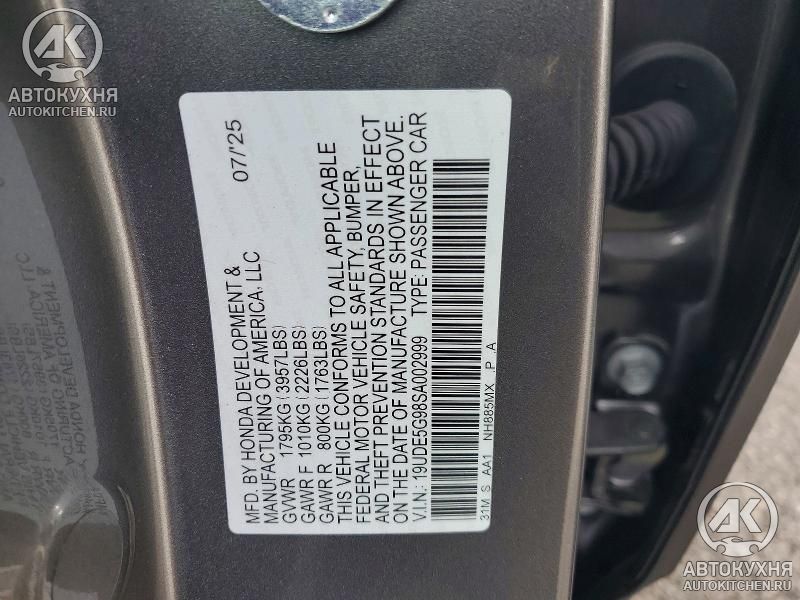 AK
АВТОКУХНЯ
AUTOKITCHEN.RU
07/'25
MFD. BY HONDA DEVELOPMENT &
MANUFACTURING OF AMERICA, LLC
GVWR 1795KG (3957LBS)
GAWR F 1010KG (2226LBS)
GAWR R 800KG (1763LBS)
THIS VEHICLE CONFORMS TO ALL APPLICABLE
FEDERAL MOTOR VEHICLE SAFETY, BUMPER,
AND THEFT PREVENTION STANDARDS IN EFFECT
ON THE DATE OF MANUFACTURE SHOWN ABOVE.
V.I.N.: 19UDE5G98SA002999 TYPE: PASSENGER CAR
31M S AA1 NH885MX .P .A
AK
АВТОКУХНЯ
AUTOKITCHEN.RU